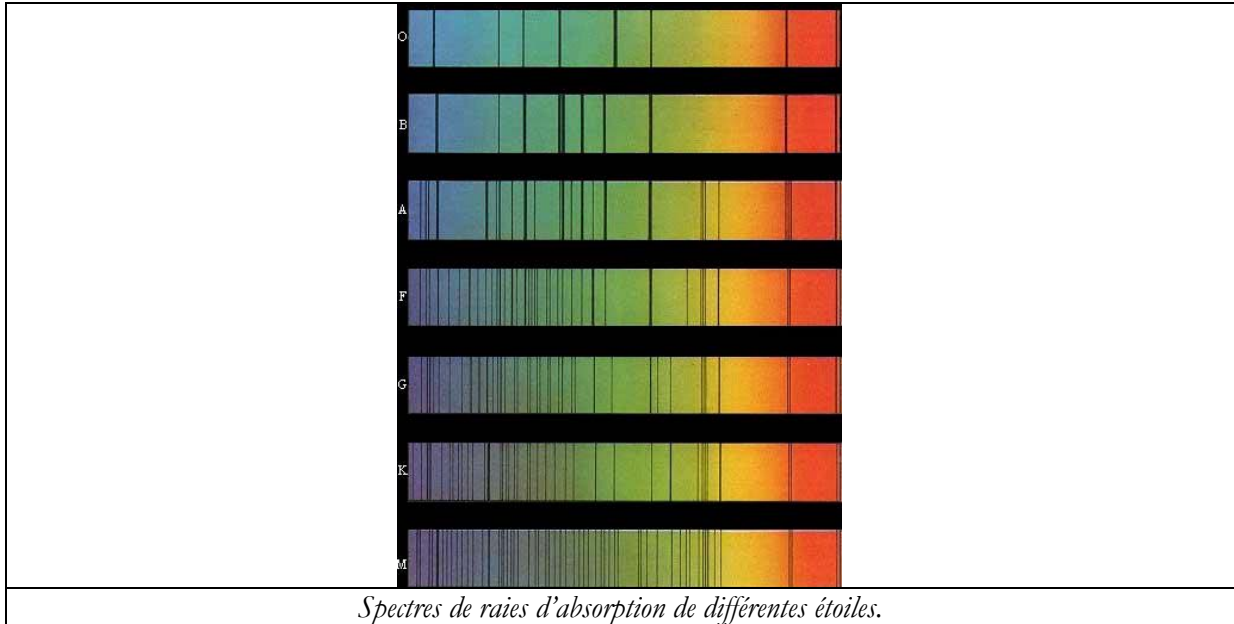 O
B
A
F
G
K
M
Spectres de raies d'absorption de différentes étoiles.